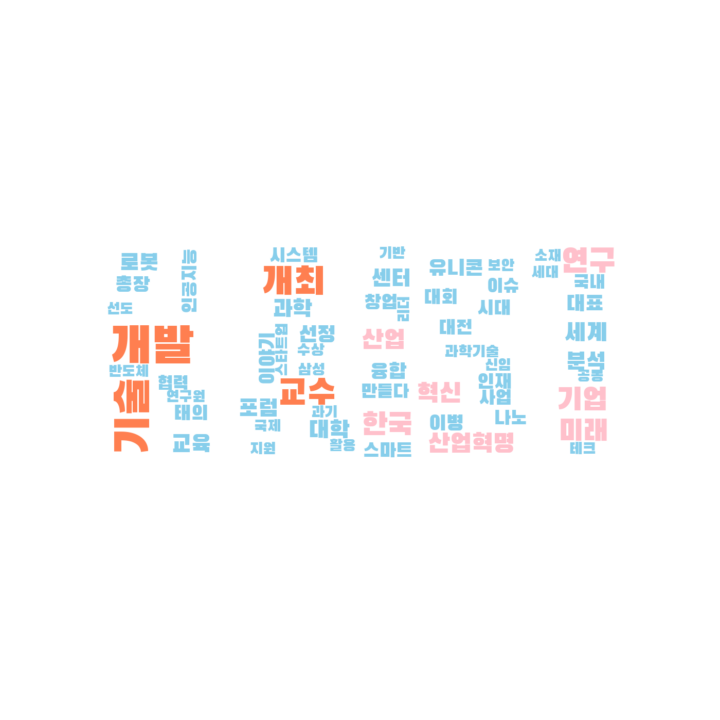 로봇
총장
인공지능
선도
개발
반도체
기술
협력
연구원
태의
교육
시스템
개최
과학
이야기
스타트업
선정
수상
삼성
교수
포럼
과기
국제
대학
지원
활용
기반
센터
창업
리더
산업
융합
만들다
한국
스마트
유니콘
보안
이슈
대회
시대
대전
과학기술
신임
인재
혁신
사업
이병
나노
산업혁명
소재
연구
세대
국내
대표
세계
분석
공동
기업
미래
테크